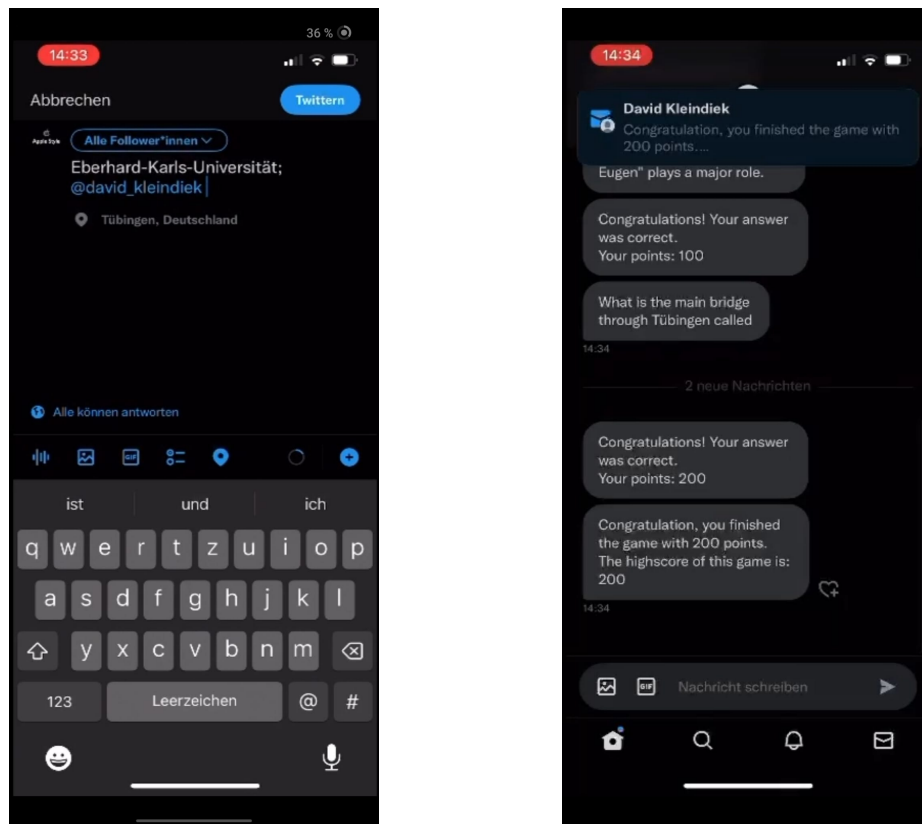 36 %
14:33
Abbrechen
Twittern
Apple Style
Alle Follower*innen
Eberhard-Karls-Universität;
@david_kleindiek
Tübingen, Deutschland
Alle können antworten
GIF
ist und ich
q w e r t z u i o p
a s d f g h j k l
y x c v b n m
123 Leerzeichen @ #
14:34
David Kleindiek
Congratulation, you finished the game with
200 points....
Eugen" plays a major role.
Congratulations! Your answer
was correct.
Your points: 100
What is the main bridge
through Tübingen called
14:34
2 neue Nachrichten
Congratulations! Your answer
was correct.
Your points: 200
Congratulation, you finished
the game with 200 points.
The highscore of this game is:
200
14:34
GIF
Nachricht schreiben